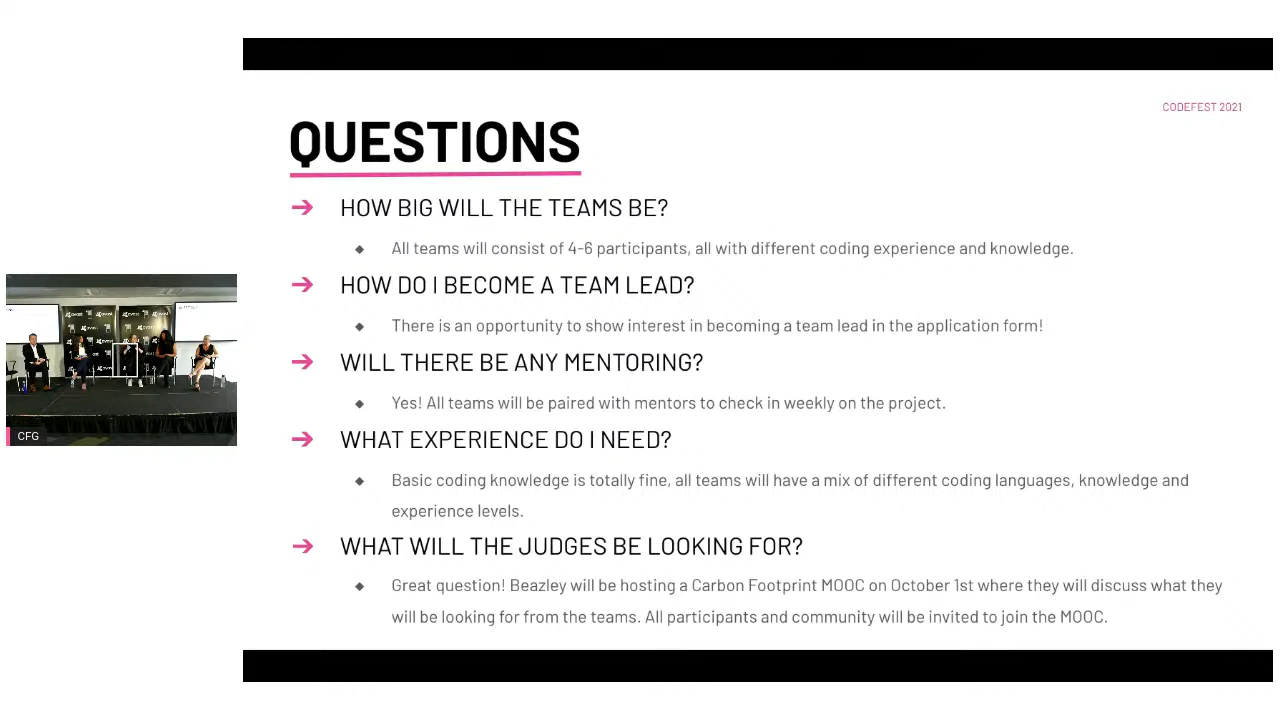 CODEFEST 2021
QUESTIONS
HOW BIG WILL THE TEAMS BE?
All teams will consist of 4-6 participants, all with different coding experience and knowledge.
HOW DO I BECOME A TEAM LEAD?
There is an opportunity to show interest in becoming a team lead in the application form!
WILL THERE BE ANY MENTORING?
Yes! All teams will be paired with mentors to check in weekly on the project.
WHAT EXPERIENCE DO I NEED?
Basic coding knowledge is totally fine, all teams will have a mix of different coding languages, knowledge and
experience levels.
WHAT WILL THE JUDGES BE LOOKING FOR?
Great question! Beazley will be hosting a Carbon Footprint MOOC on October 1st where they will discuss what they
will be looking for from the teams. All participants and community will be invited to join the MOOC.
CFG